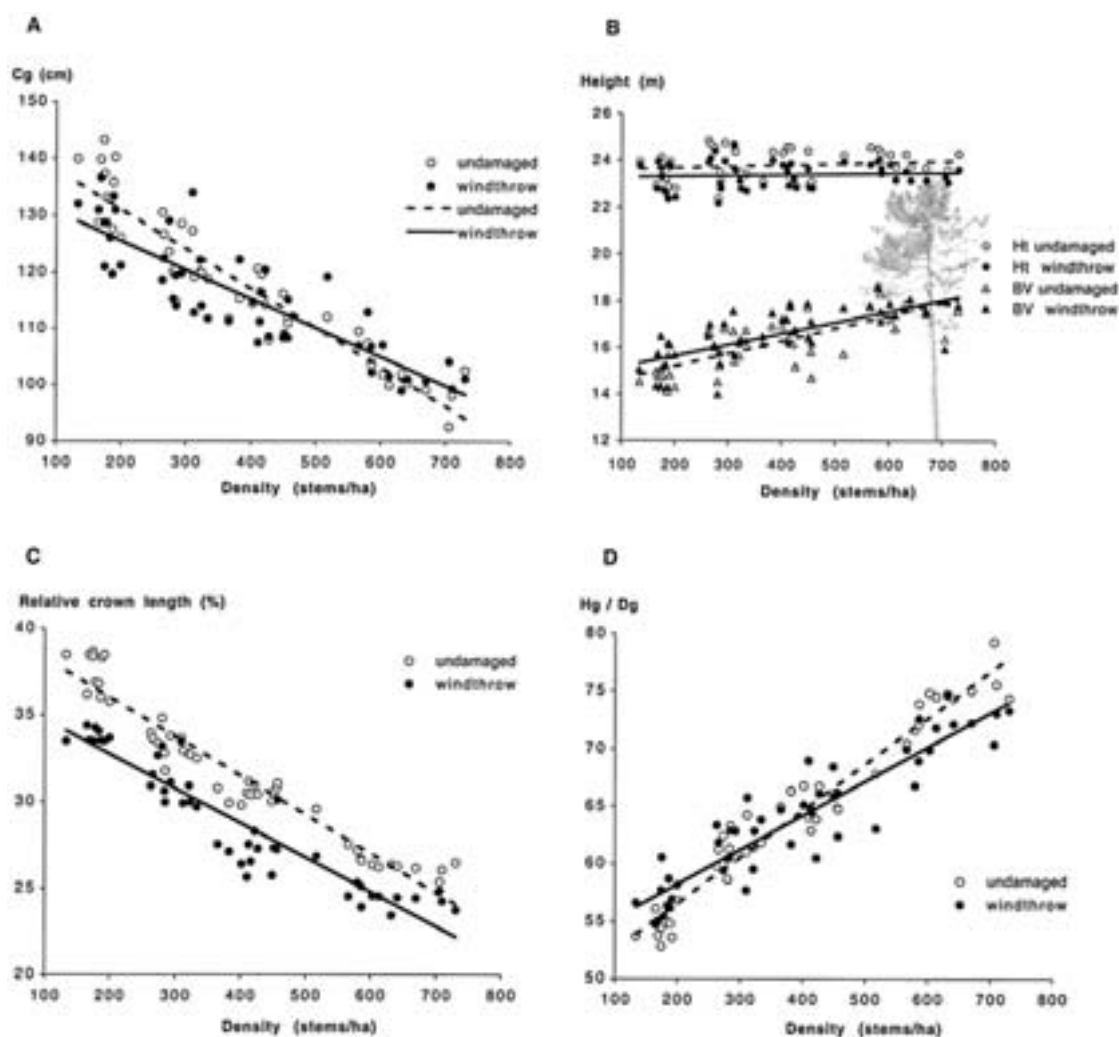 A
Cg (cm)
150
140
130
120
110
100
90
100 200 300 400 500 600 700 800
Density (stems/ha)
undamaged
windthrow
undamaged
windthrow
B
Height (m)
26
24
22
20
18
16
14
12
100 200 300 400 500 600 700 800
Density (stems/ha)
Ht undamaged
Ht windthrow
BV undamaged
BV windthrow
C
Relative crown length (%)
40
35
30
25
20
100 200 300 400 500 600 700 800
Density (stems/ha)
undamaged
windthrow
D
Hg / Dg
80
75
70
65
60
55
50
100 200 300 400 500 600 700 800
Density (stems/ha)
undamaged
windthrow